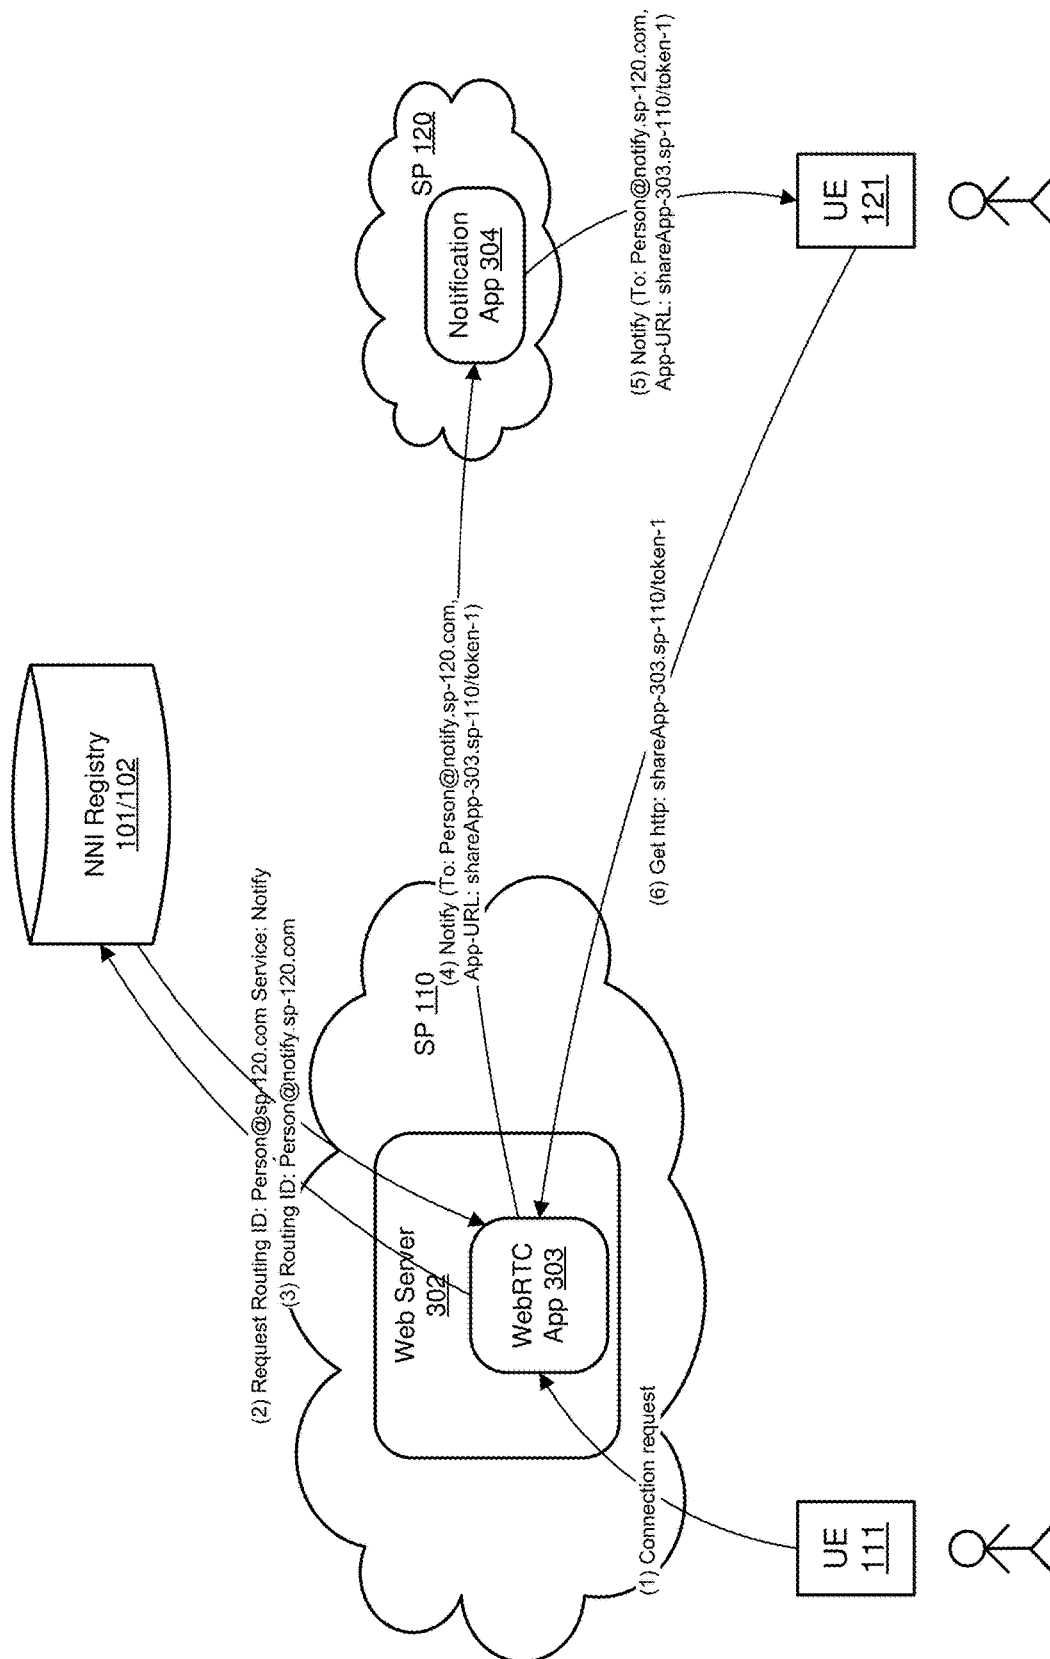 NNI Registry
101/102
(2) Request Routing ID: Person@sp-120.com Service: Notify
(3) Routing ID: Person@notify.sp-120.com
SP 110
Web Server
302
WebRTC
App 303
(1) Connection request
UE
111
(4) Notify (To: Person@notify.sp-120.com,
App-URL: shareApp-303.sp-110/token-1)
SP 120
Notification
App 304
(5) Notify (To: Person@notify.sp-120.com,
App-URL: shareApp-303.sp-110/token-1)
(6) Get http: shareApp-303.sp-110/token-1
UE
121